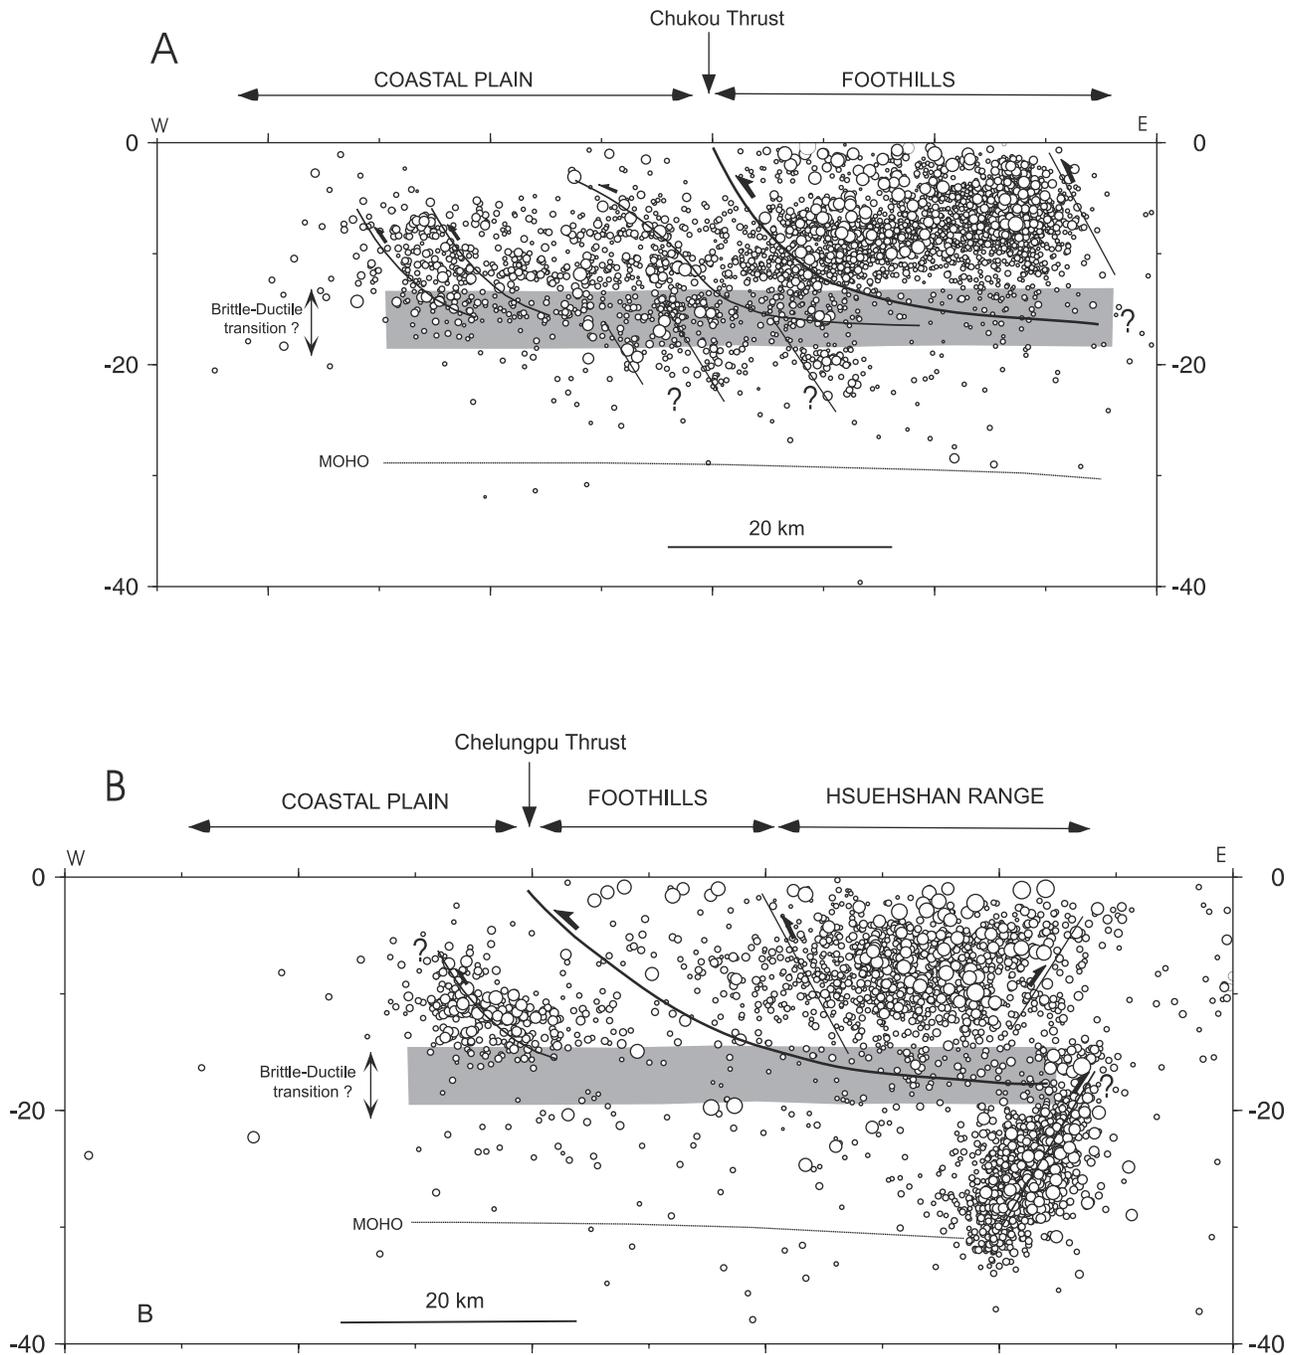 Chukou Thrust
A
COASTAL PLAIN
FOOTHILLS
W
E
0
0
Brittle-Ductile
transition ?
?
-20
-20
?
?
MOHO
20 km
-40
-40
Chelungpu Thrust
B
COASTAL PLAIN
FOOTHILLS
HSUEHSHAN RANGE
W
E
0
0
?
Brittle-Ductile
transition ?
?
-20
-20
MOHO
20 km
B
-40
-40